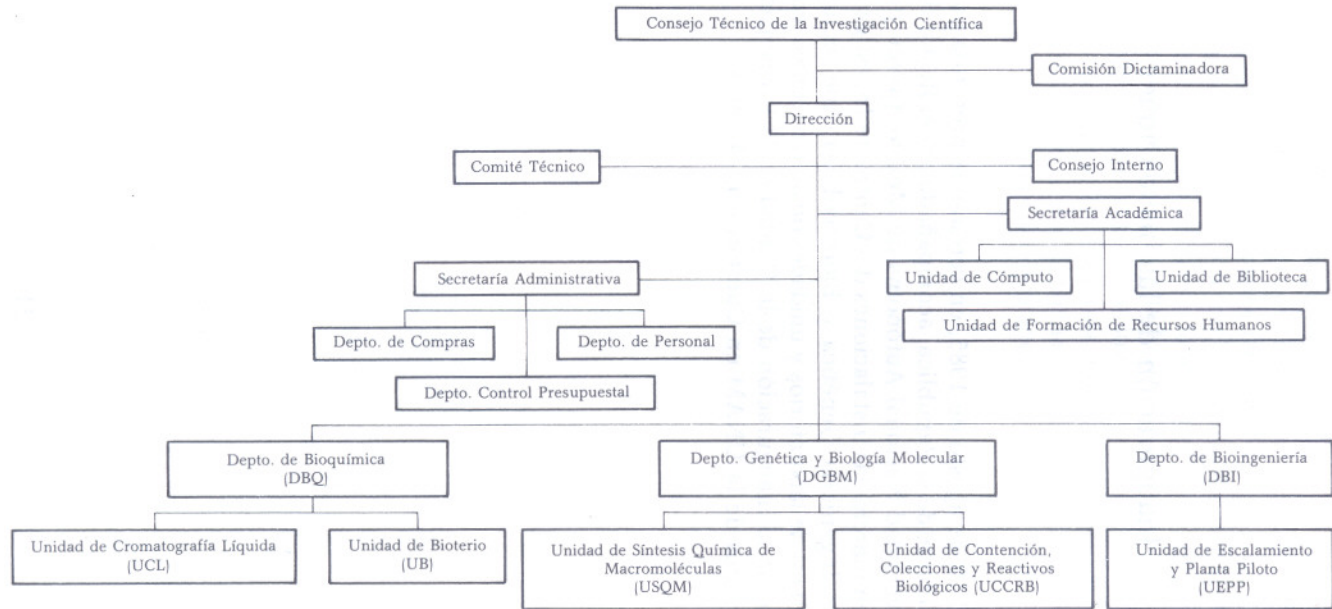 Consejo Técnico de la Investigación Científica
Comisión Dictaminadora
Dirección
Comité Técnico
Consejo Interno
Secretaría Académica
Secretaría Administrativa
Unidad de Cómputo
Unidad de Biblioteca
Unidad de Formación de Recursos Humanos
Depto. de Compras
Depto. de Personal
Depto. Control Presupuestal
Depto. de Bioquímica
(DBQ)
Depto. Genética y Biología Molecular
(DGBM)
Depto. de Bioingeniería
(DBI)
Unidad de Cromatografía Líquida
(UCL)
Unidad de Bioterio
(UB)
Unidad de Síntesis Química de
Macromoléculas
(USQM)
Unidad de Contención,
Colecciones y Reactivos
Biológicos (UCCRB)
Unidad de Escalamiento
y Planta Piloto
(UEPP)